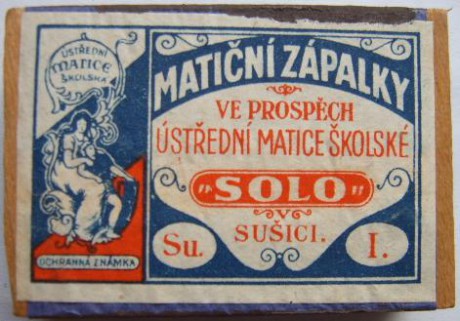 ÚSTŘEDNÍ
MATICE
ŠKOLSKÁ
OCHRANNÁ ZNÁMKA
MATIČNÍ ZÁPALKY
VE PROSPĚCH
ÚSTŘEDNÍ MATICE ŠKOLSKÉ
"SOLO"
V
SUŠICI.
Su.
I.